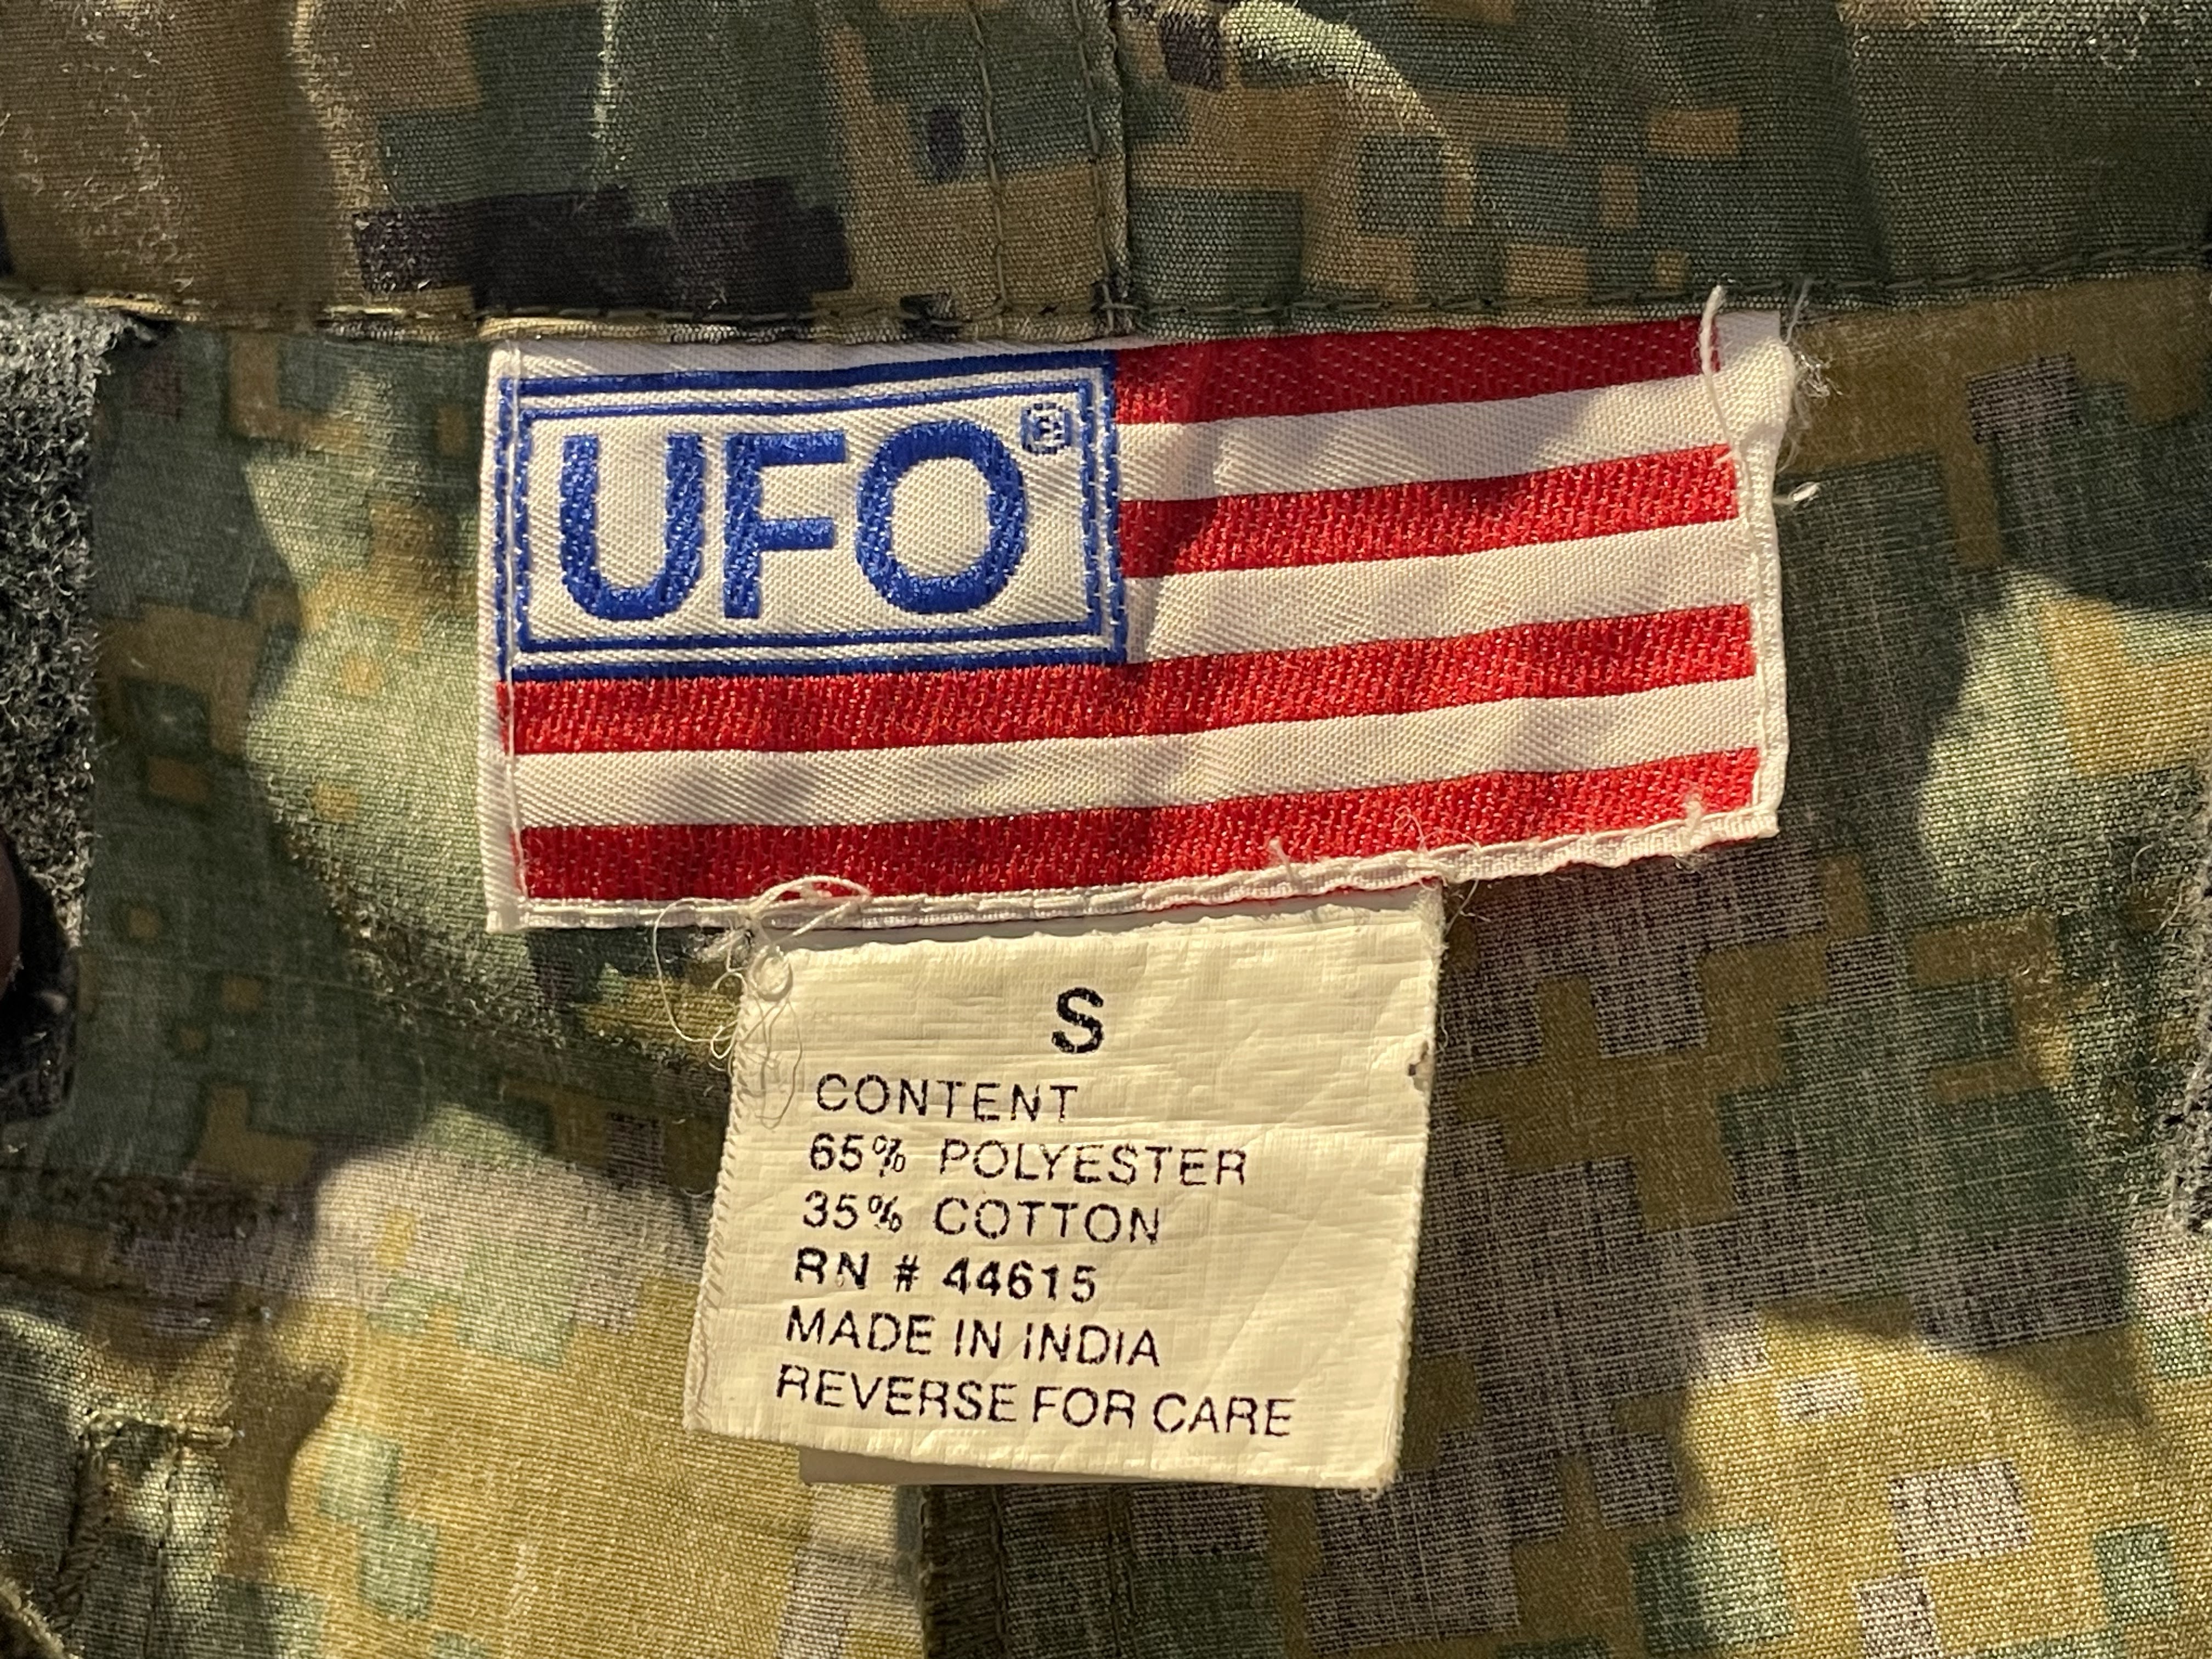 UFO®
S
CONTENT
65% POLYESTER
35% COTTON
RN # 44615
MADE IN INDIA
REVERSE FOR CARE